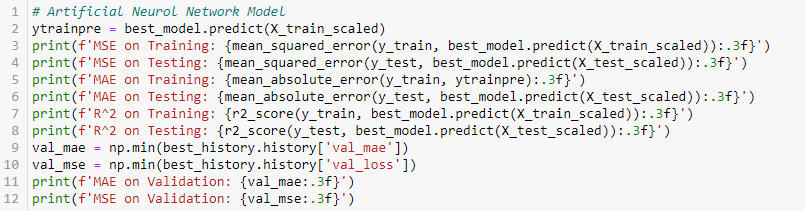 1 # Artificial Neurol Network Model
2 ytrainpre = best_model.predict(X_train_scaled)
3 print(f'MSE on Training: {mean_squared_error(y_train, best_model.predict(X_train_scaled)):.3f}')
4 print(f'MSE on Testing: {mean_squared_error(y_test, best_model.predict(X_test_scaled)):.3f}')
5 print(f'MAE on Training: {mean_absolute_error(y_train, ytrainpre):.3f}')
6 print(f'MAE on Testing: {mean_absolute_error(y_test, best_model.predict(X_test_scaled)):.3f}')
7 print(f'R^2 on Training: {r2_score(y_train, best_model.predict(X_train_scaled)):.3f}')
8 print(f'R^2 on Testing: {r2_score(y_test, best_model.predict(X_test_scaled)):.3f}')
9 val_mae = np.min(best_history.history['val_mae'])
10 val_mse = np.min(best_history.history['val_loss'])
11 print(f'MAE on Validation: {val_mae:.3f}')
12 print(f'MSE on Validation: {val_mse:.3f}')